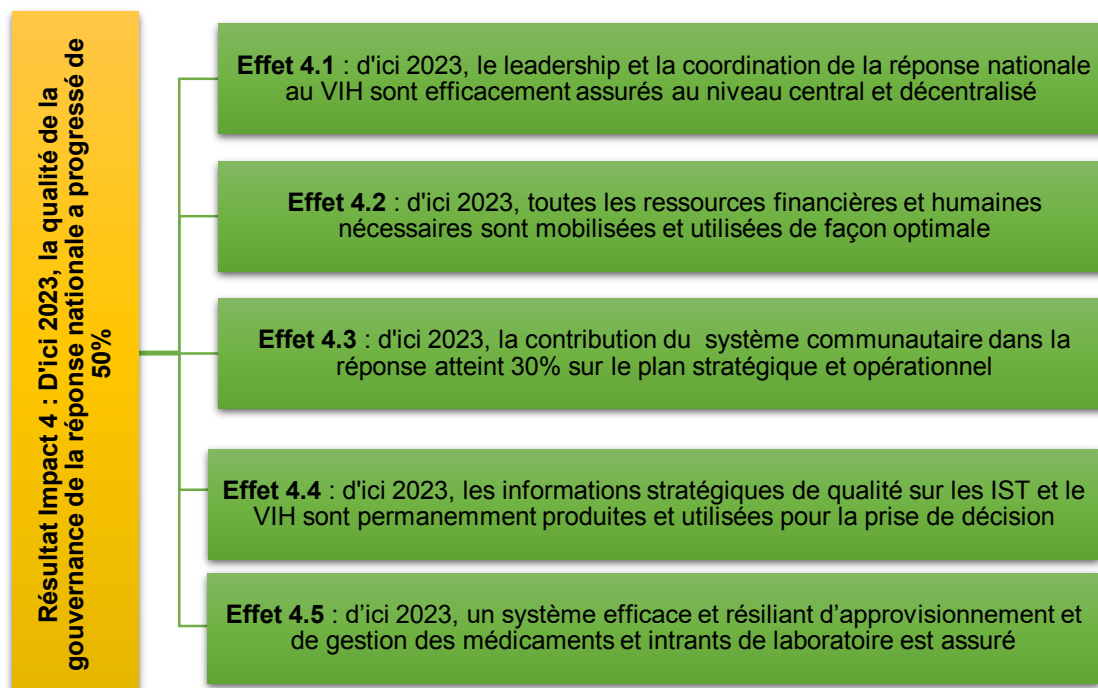 Résultat Impact 4 : D'ici 2023, la qualité de la
gouvernance de la réponse nationale a progressé de
50%
Effet 4.1 : d'ici 2023, le leadership et la coordination de la réponse nationale
au VIH sont efficacement assurés au niveau central et décentralisé
Effet 4.2 : d'ici 2023, toutes les ressources financières et humaines
nécessaires sont mobilisées et utilisées de façon optimale
Effet 4.3 : d'ici 2023, la contribution du système communautaire dans la
réponse atteint 30% sur le plan stratégique et opérationnel
Effet 4.4 : d'ici 2023, les informations stratégiques de qualité sur les IST et le
VIH sont permanemment produites et utilisées pour la prise de décision
Effet 4.5 : d’ici 2023, un système efficace et résiliant d’approvisionnement et
de gestion des médicaments et intrants de laboratoire est assuré